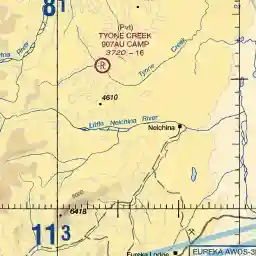 8¹
(Pvt)
TYONE CREEK
907AU CAMP
3720 - 16
R
Tyone Creek
4610
Little Nelchina River
Nelchina
5000
6418
11³
Eureka Lodge
EUREKA AWOS-3